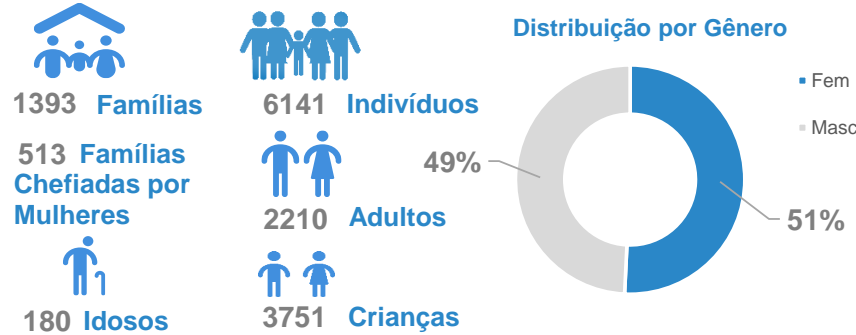 1393 Famílias
6141 Indivíduos
513 Famílias
Chefiadas por
Mulheres
2210 Adultos
180 Idosos
3751 Crianças
Distribuição por Gênero
Fem
Masc
49%
51%